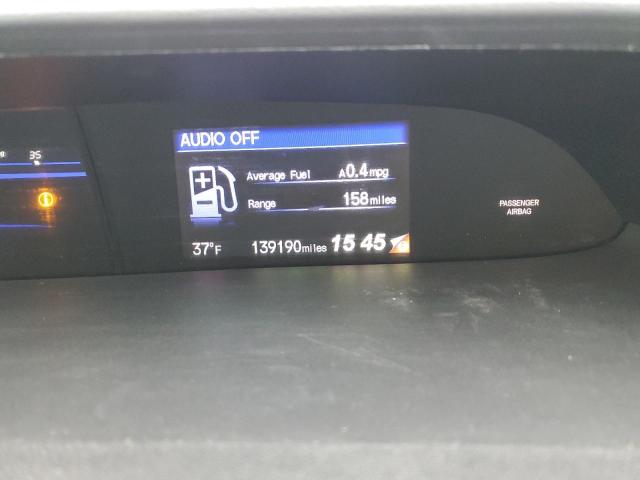 AUDIO OFF
35
Average Fuel A0.4mpg
Range 158miles
PASSENGER
AIRBAG
37°F 139190miles 15 45